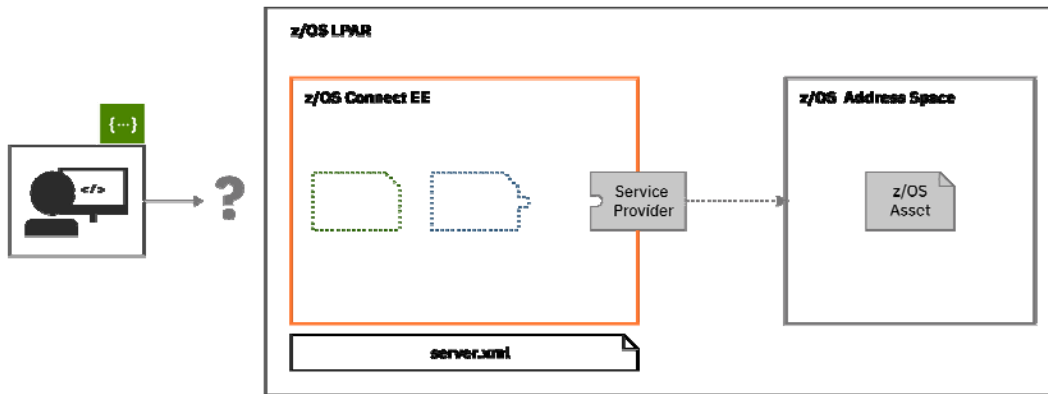 z/OS LPAR
z/OS Connect EE
z/OS Address Space
{...}
</>
?
Service
Provider
z/OS
Asset
server.xml